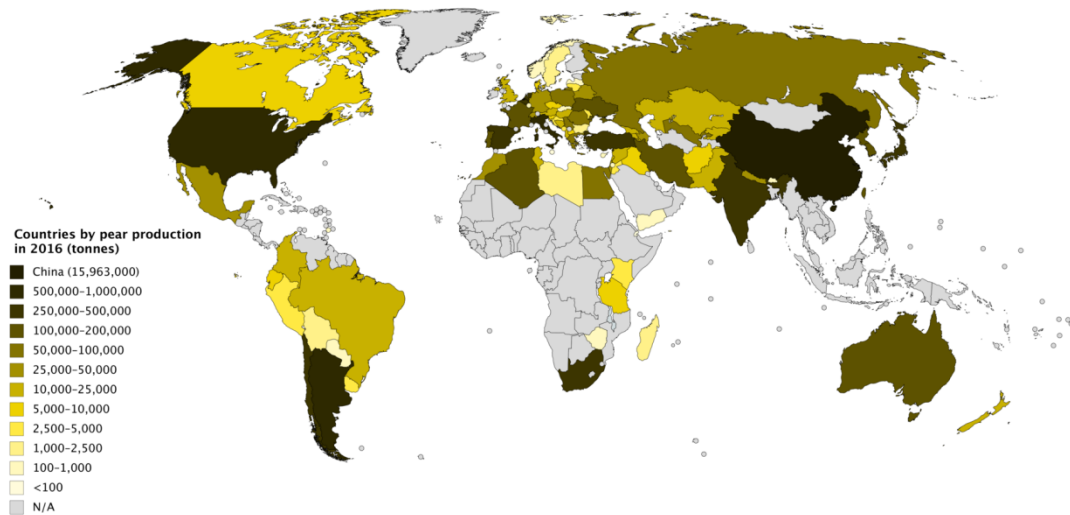 Countries by pear production
in 2016 (tonnes)
China (15,963,000)
500,000–1,000,000
250,000–500,000
100,000–200,000
50,000–100,000
25,000–50,000
10,000–25,000
5,000–10,000
2,500–5,000
1,000–2,500
100–1,000
<100
N/A